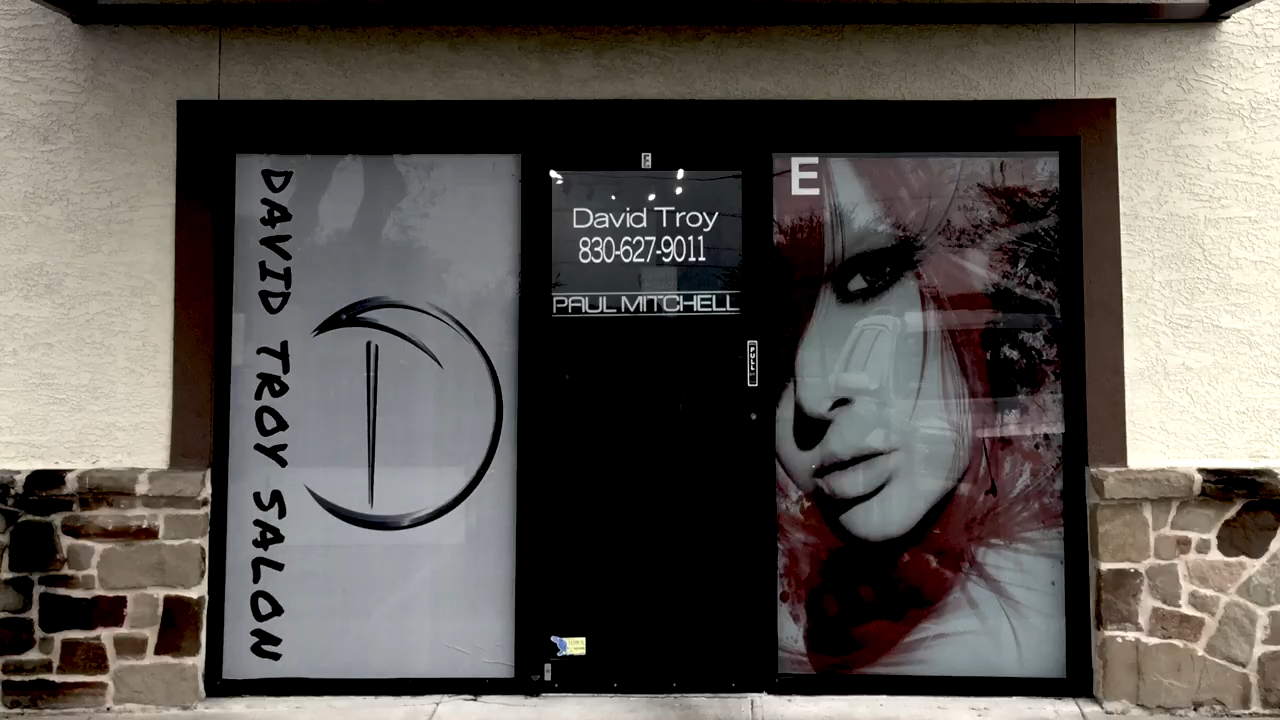 DAVID TROY SALON
E
David Troy
830-627-9011
PAUL MITCHELL
PULL
E